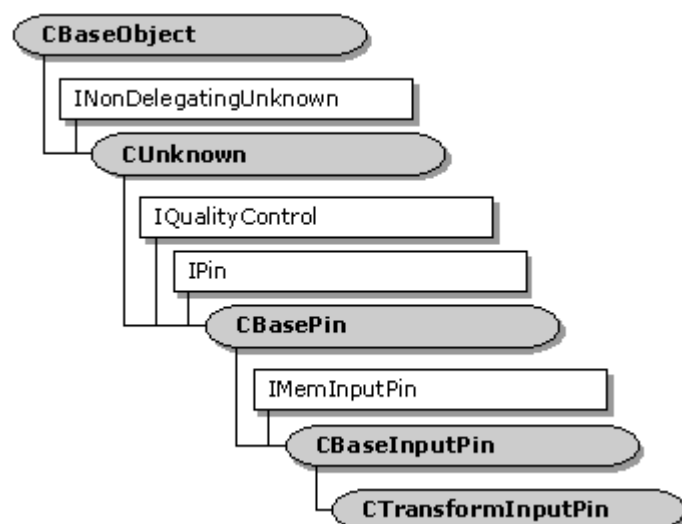 CBaseObject
INonDelegatingUnknown
CUnknown
IQualityControl
IPin
CBasePin
IMemInputPin
CBaseInputPin
CTransformInputPin